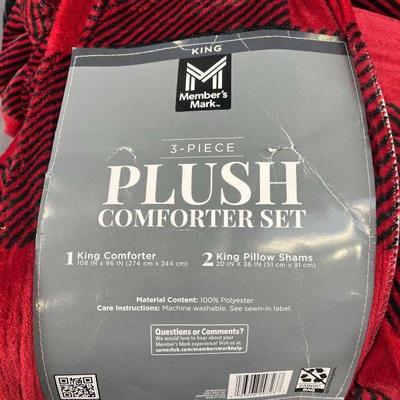 KING
Member's
Mark™
3-PIECE
PLUSH
COMFORTER SET
1 King Comforter
108 IN X 96 IN (274 cm x 244 cm)
2 King Pillow Shams
20 IN X 36 IN (51 cm x 91 cm)
Material Content: 100% Polyester
Care Instructions: Machine washable. See sewn-in label.
Questions or Comments?
We would love to hear about your
Member's Mark experience! Visit us at:
samsclub.com/membersmarkhelp